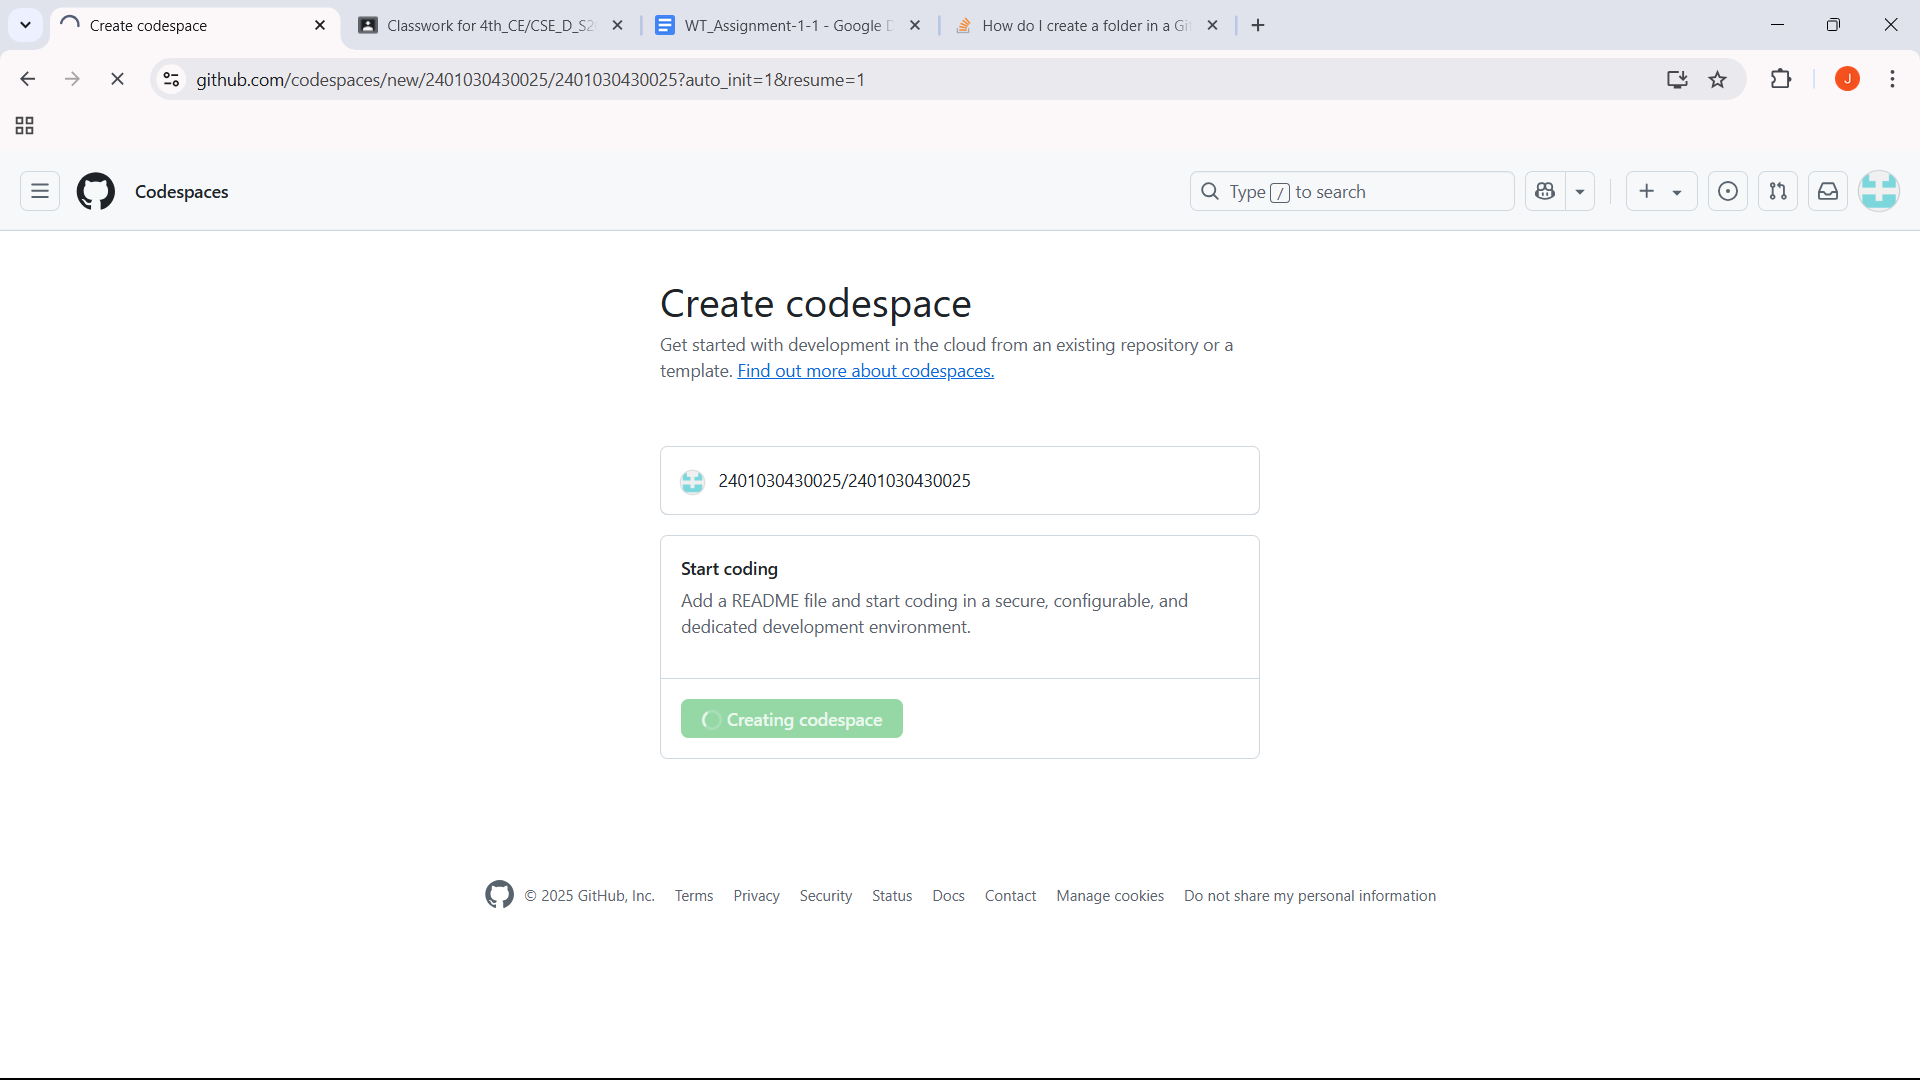 Create codespace
Classwork for 4th_CE/CSE_D_S2
WT_Assignment-1-1 - Google D
How do I create a folder in a Gi
github.com/codespaces/new/2401030430025/2401030430025?auto_init=1&resume=1
J
Codespaces
Type / to search
Create codespace
Get started with development in the cloud from an existing repository or a
template. Find out more about codespaces.
2401030430025/2401030430025
Start coding
Add a README file and start coding in a secure, configurable, and
dedicated development environment.
Creating codespace
© 2025 GitHub, Inc. Terms Privacy Security Status Docs Contact Manage cookies Do not share my personal information